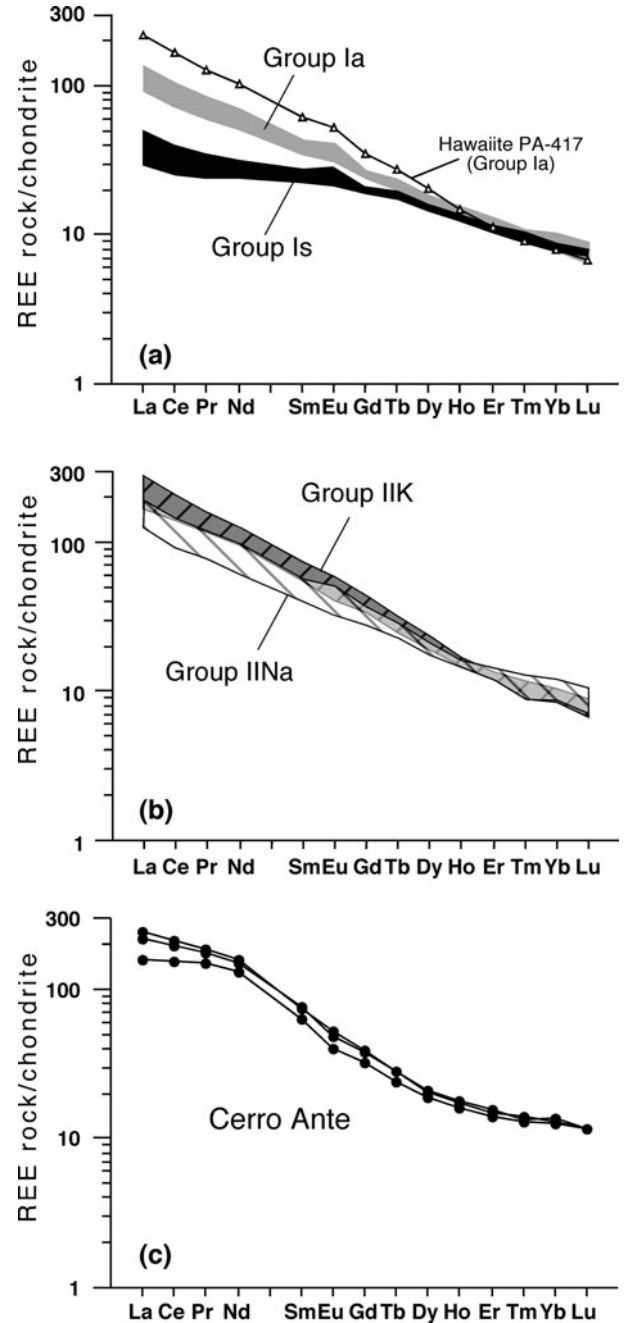 300
100
10
1
REE rock/chondrite
Group Ia
Hawaiite PA-417
(Group Ia)
Group Is
(a)
La Ce Pr Nd Sm Eu Gd Tb Dy Ho Er Tm Yb Lu
300
100
10
1
REE rock/chondrite
Group IIK
Group IINa
(b)
La Ce Pr Nd Sm Eu Gd Tb Dy Ho Er Tm Yb Lu
300
100
10
1
REE rock/chondrite
Cerro Ante
(c)
La Ce Pr Nd Sm Eu Gd Tb Dy Ho Er Tm Yb Lu